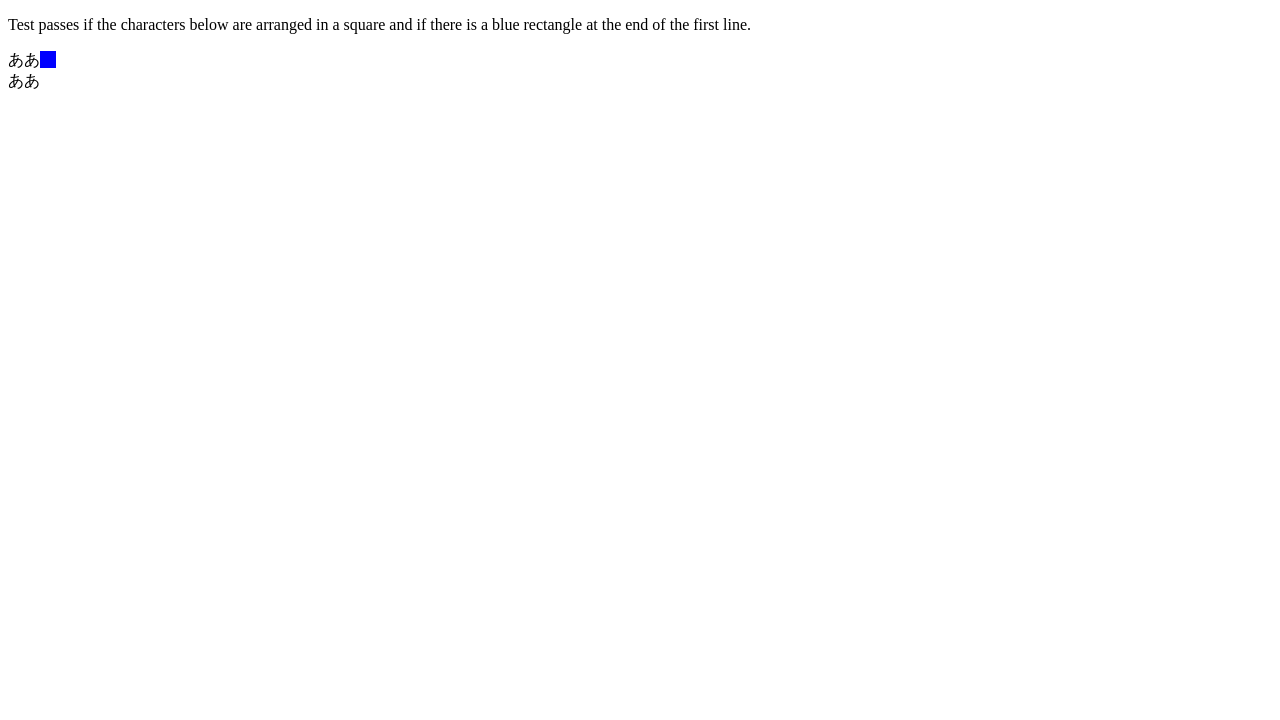 Test passes if the characters below are arranged in a square and if there is a blue rectangle at the end of the first line.
ああ
ああ